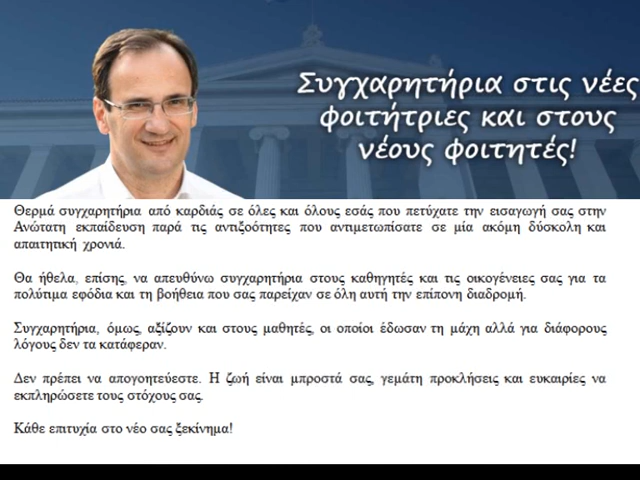 Συγχαρητήρια στις νέες
φοιτήτριες και στους
νέους φοιτητές!
Θερμά συγχαρητήρια από καρδιάς σε όλες και όλους εσάς που πετύχατε την εισαγωγή σας στην
Ανώτατη εκπαίδευση παρά τις αντιξοότητες που αντιμετωπίσατε σε μία ακόμη δύσκολη και
απαιτητική χρονιά.
Θα ήθελα, επίσης, να απευθύνω συγχαρητήρια στους καθηγητές και τις οικογένειες σας για τα
πολύτιμα εφόδια και τη βοήθεια που σας παρείχαν σε όλη αυτή την επίπονη διαδρομή.
Συγχαρητήρια, όμως, αξίζουν και στους μαθητές, οι οποίοι έδωσαν τη μάχη αλλά για διάφορους
λόγους δεν τα κατάφεραν.
Δεν πρέπει να απογοητεύεστε. Η ζωή είναι μπροστά σας, γεμάτη προκλήσεις και ευκαιρίες να
εκπληρώσετε τους στόχους σας.
Κάθε επιτυχία στο νέο σας ξεκίνημα!